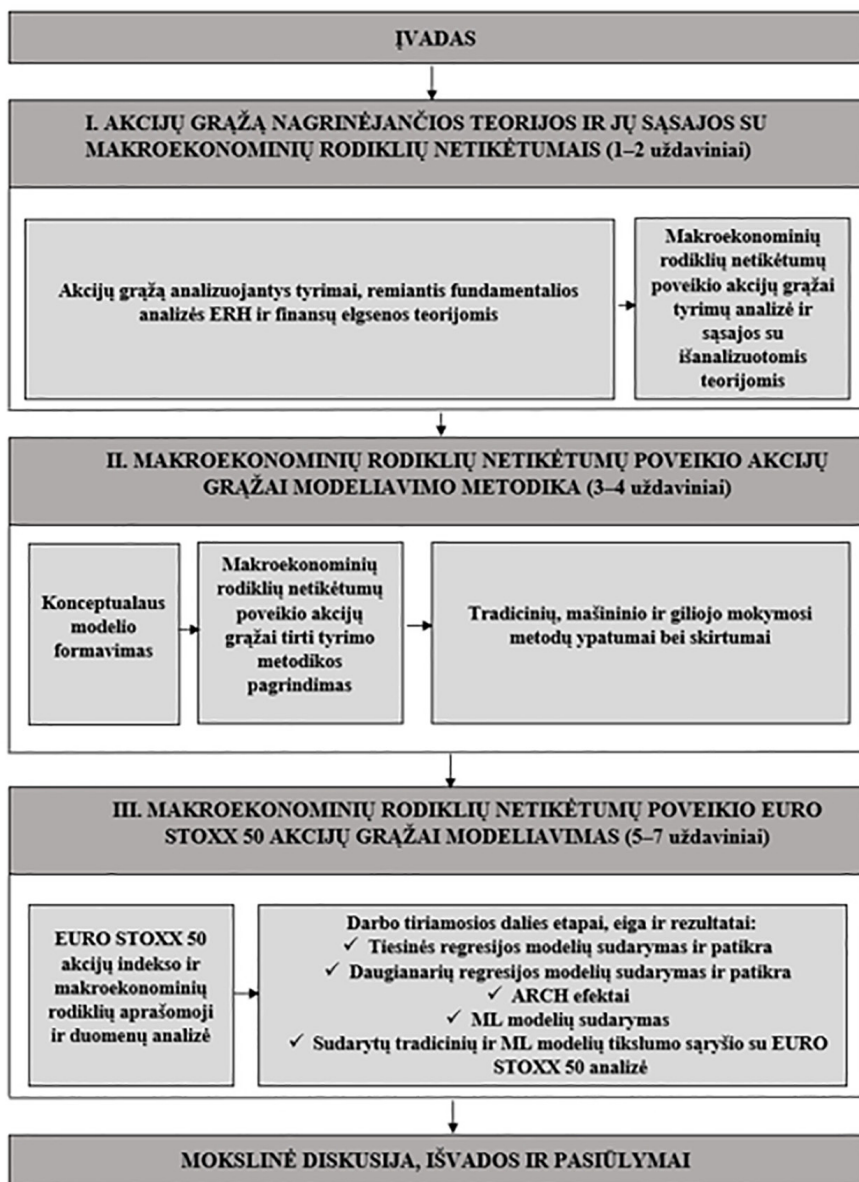 ĮVADAS
I. AKCIJŲ GRĄŽĄ NAGRINĖJANČIOS TEORIJOS IR JŲ SĄSAJOS SU
MAKROEKONOMINIŲ RODIKLIŲ NETIKĖTUMAIS (1–2 uždaviniai)
Akcijų grąžą analizuojantys tyrimai, remiantis fundamentalios
analizės ERH ir finansų elgsenos teorijomis
Makroekonominių
rodiklių netikėtumų
poveikio akcijų grąžai
tyrimų analizė ir
sąsajos su
išanalizuotomis
teorijomis
II. MAKROEKONOMINIŲ RODIKLIŲ NETIKĖTUMŲ POVEIKIO AKCIJŲ
GRĄŽAI MODELIAVIMO METODIKA (3–4 uždaviniai)
Konceptualaus
modelio
formavimas
Makroekonominių
rodiklių netikėtumų
poveikio akcijų
grąžai tirti tyrimo
metodikos
pagrindimas
Tradicinių, mašininio ir giliojo mokymosi
metodų ypatumai bei skirtumai
III. MAKROEKONOMINIŲ RODIKLIŲ NETIKĖTUMŲ POVEIKIO EURO
STOXX 50 AKCIJŲ GRĄŽAI MODELIAVIMAS (5–7 uždaviniai)
EURO STOXX 50
akcijų indekso ir
makroekonominių
rodiklių aprašomoji
ir duomenų analizė
Darbo tiriamosios dalies etapai, eiga ir rezultatai:
✓ Tiesinės regresijos modelių sudarymas ir patikra
✓ Daugianarių regresijos modelių sudarymas ir patikra
✓ ARCH efektai
✓ ML modelių sudarymas
✓ Sudarytų tradicinių ir ML modelių tikslumo sąryšio su EURO
STOXX 50 analizė
MOKSLINĖ DISKUSIJA, IŠVADOS IR PASIŪLYMAI